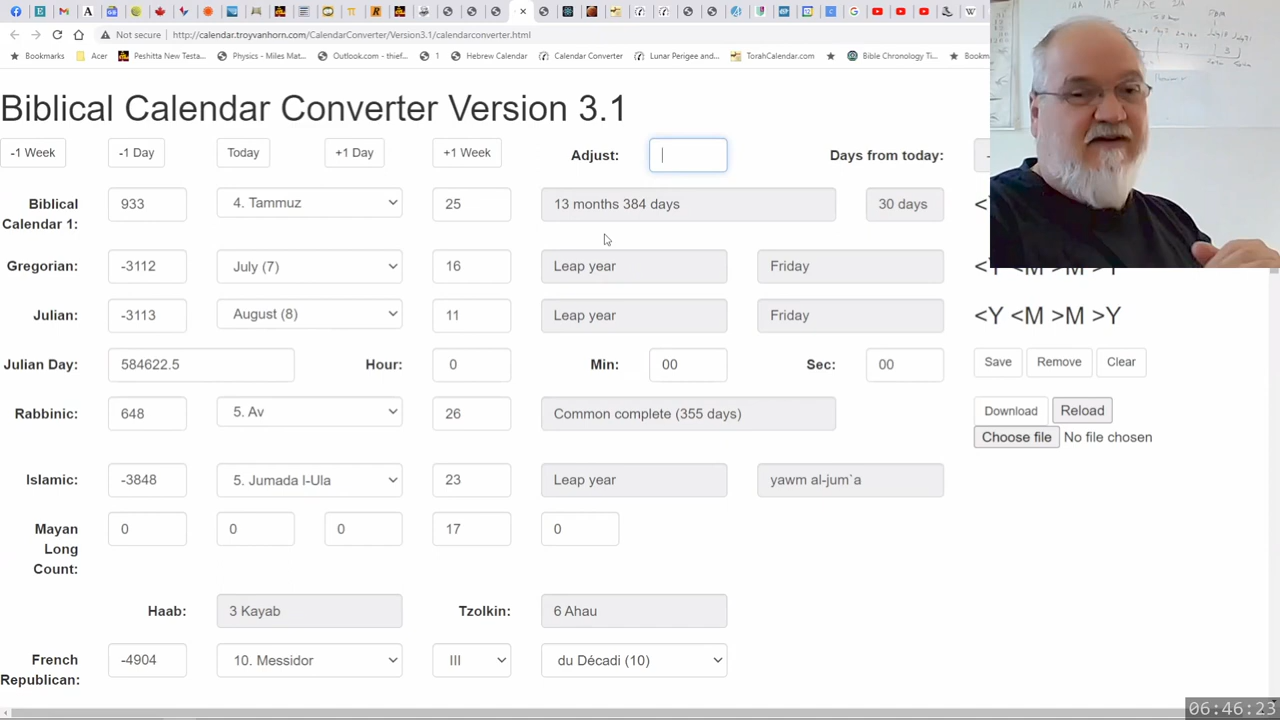 Not secure http://calendar.troyvanhorn.com/CalendarConverter/Version3.1/calendarconverter.html
Bookmarks Acer Peshitta New Testa... Physics - Miles Mat... Outlook.com - thief... 1 Hebrew Calendar Calendar Converter Lunar Perigee and... TorahCalendar.com Bible Chronology Ti... Bookm
Biblical Calendar Converter Version 3.1
-1 Week -1 Day Today +1 Day +1 Week Adjust: Days from today: -
Biblical Calendar 1: 933 4. Tammuz 25 13 months 384 days 30 days <
Gregorian: -3112 July (7) 16 Leap year Friday <Y <M >M >Y
Julian: -3113 August (8) 11 Leap year Friday <Y <M >M >Y
Julian Day: 584622.5 Hour: 0 Min: 00 Sec: 00 Save Remove Clear
Rabbinic: 648 5. Av 26 Common complete (355 days) Download Reload
Choose file No file chosen
Islamic: -3848 5. Jumada l-Ula 23 Leap year yawm al-jum`a
Mayan Long Count: 0 0 0 17 0
Haab: 3 Kayab Tzolkin: 6 Ahau
French Republican: -4904 10. Messidor III du Décadi (10)
06:46:23